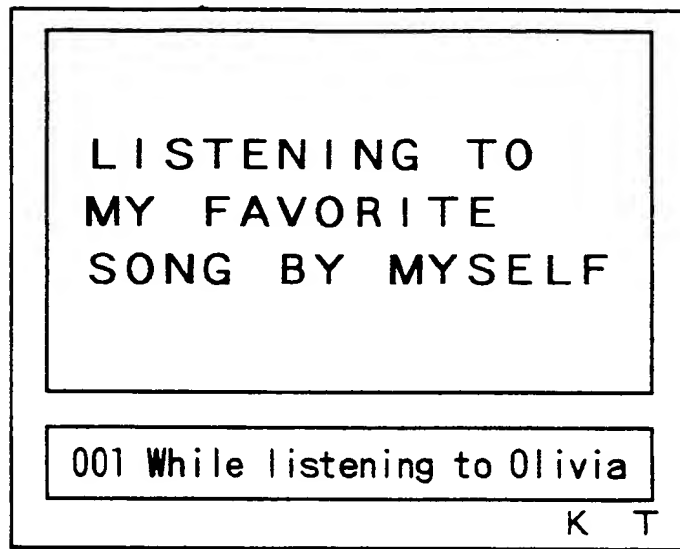 LISTENING TO
MY FAVORITE
SONG BY MYSELF
001 While listening to Olivia
K T